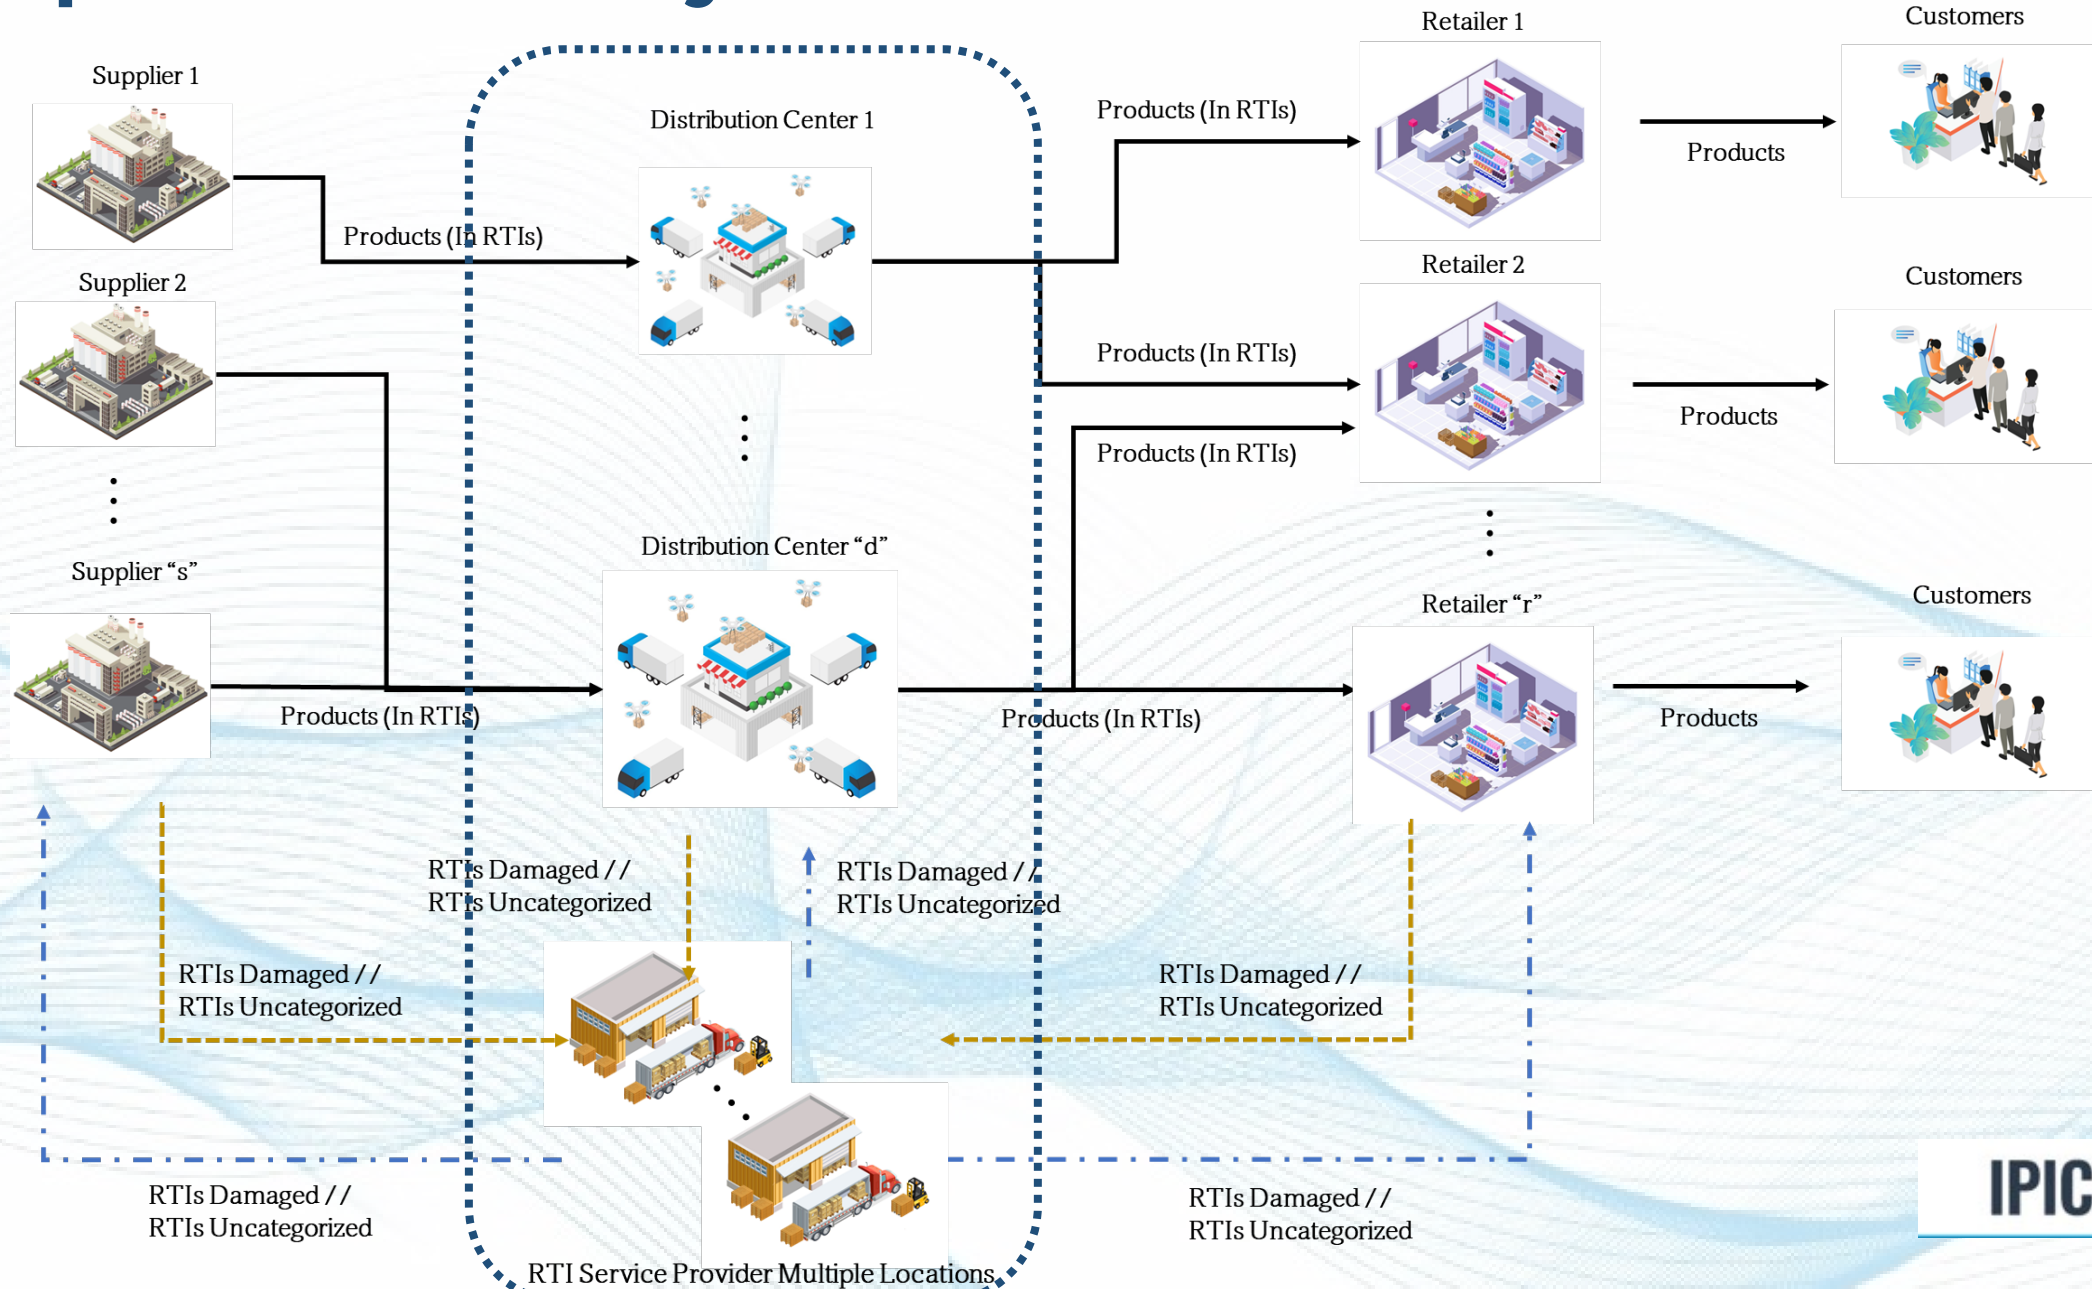 Retailer 1
Customers
Supplier 1
Distribution Center 1
Products (In RTIs)
Products
Products (In RTIs)
Supplier 2
Retailer 2
Customers
Products (In RTIs)
Products
Products (In RTIs)
Distribution Center “d”
Supplier “s”
Retailer “r”
Customers
Products (In RTIs)
Products (In RTIs)
Products
RTIs Damaged //
RTIs Uncategorized
RTIs Damaged //
RTIs Uncategorized
RTIs Damaged //
RTIs Uncategorized
RTIs Damaged //
RTIs Uncategorized
RTIs Damaged //
RTIs Uncategorized
RTIs Damaged //
RTIs Uncategorized
IPIC
RTI Service Provider Multiple Locations